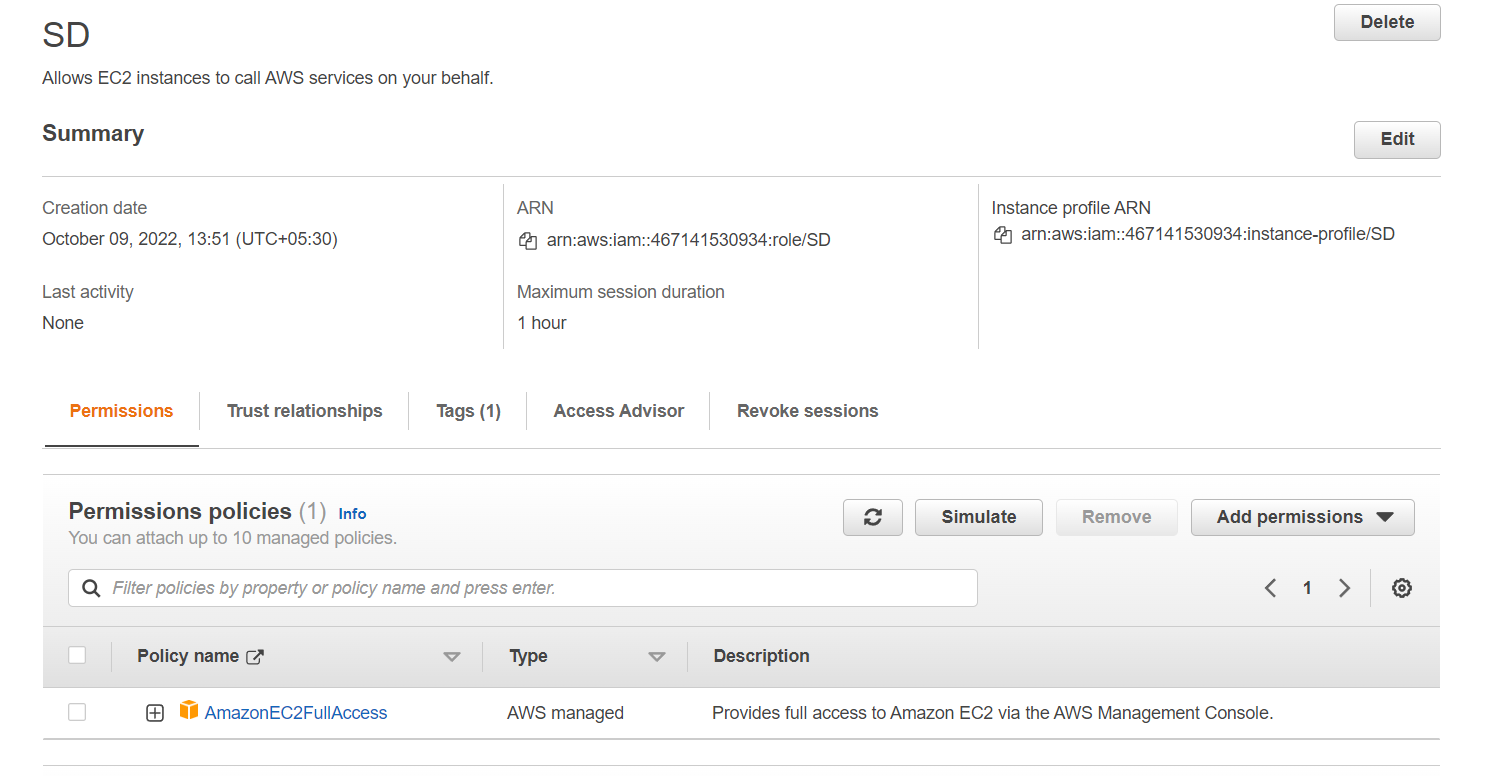 SD
Delete
Allows EC2 instances to call AWS services on your behalf.
Summary
Edit
Creation date
ARN
Instance profile ARN
October 09, 2022, 13:51 (UTC+05:30)
arn:aws:iam::467141530934:role/SD
arn:aws:iam::467141530934:instance-profile/SD
Last activity
Maximum session duration
None
1 hour
Permissions
Trust relationships
Tags (1)
Access Advisor
Revoke sessions
Permissions policies (1) Info
Simulate
Remove
Add permissions
You can attach up to 10 managed policies.
Filter policies by property or policy name and press enter.
1
Policy name
Type
Description
AmazonEC2FullAccess
AWS managed
Provides full access to Amazon EC2 via the AWS Management Console.